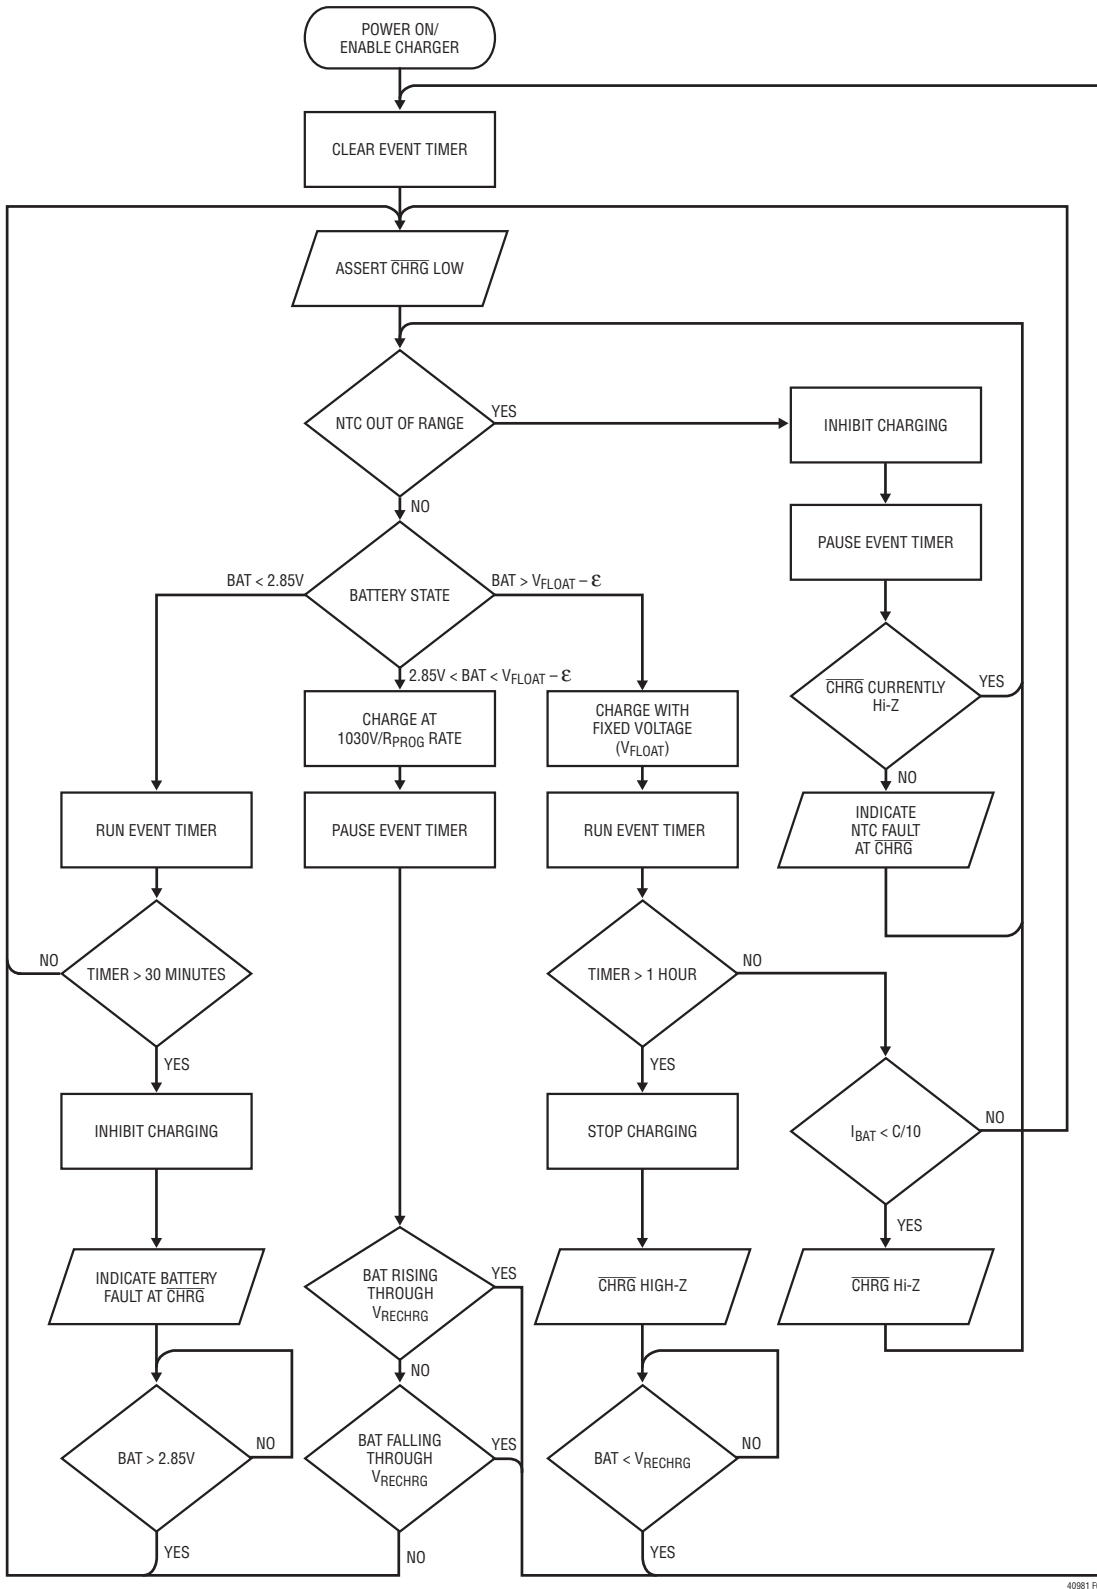 POWER ON/
ENABLE CHARGER
CLEAR EVENT TIMER
ASSERT CHRG LOW
NTC OUT OF RANGE
YES
NO
INHIBIT CHARGING
PAUSE EVENT TIMER
CHRG CURRENTLY
Hi-Z
YES
NO
INDICATE
NTC FAULT
AT CHRG
BATTERY STATE
BAT < 2.85V
BAT > VFLOAT – ε
2.85V < BAT < VFLOAT – ε
CHARGE AT
1030V/RPROG RATE
CHARGE WITH
FIXED VOLTAGE
(VFLOAT)
RUN EVENT TIMER
PAUSE EVENT TIMER
RUN EVENT TIMER
TIMER > 30 MINUTES
NO
YES
TIMER > 1 HOUR
NO
YES
INHIBIT CHARGING
STOP CHARGING
IBAT < C/10
NO
YES
INDICATE BATTERY
FAULT AT CHRG
BAT RISING
THROUGH
VRECHRG
YES
NO
CHRG HIGH-Z
CHRG Hi-Z
BAT > 2.85V
NO
YES
BAT FALLING
THROUGH
VRECHRG
YES
NO
BAT < VRECHRG
NO
YES